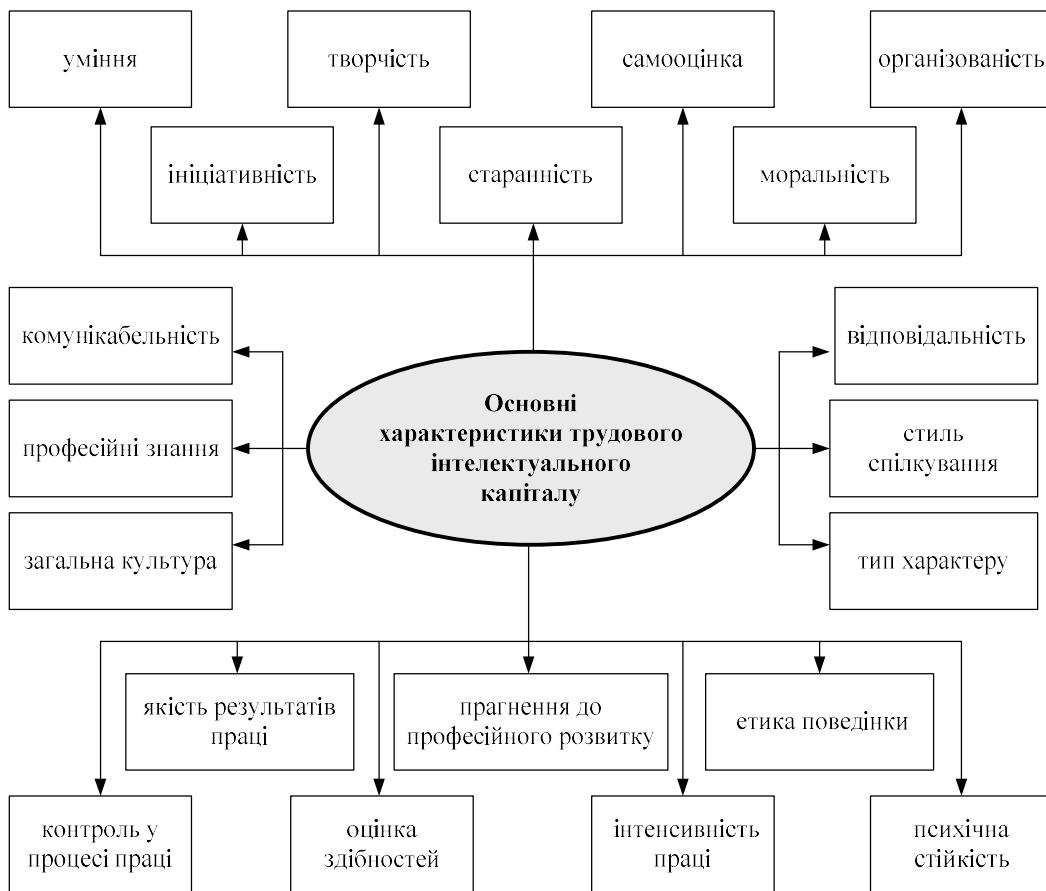 уміння
творчість
самооцінка
організованість
ініціативність
старанність
моральність
комунікабельність
відповідальність
Основні
характеристики трудового
інтелектуального
капіталу
професійні знання
стиль
спілкування
загальна культура
тип характеру
якість результатів
праці
прагнення до
професійного розвитку
етика поведінки
контроль у
процесі праці
оцінка
здібностей
інтенсивність
праці
психічна
стійкість